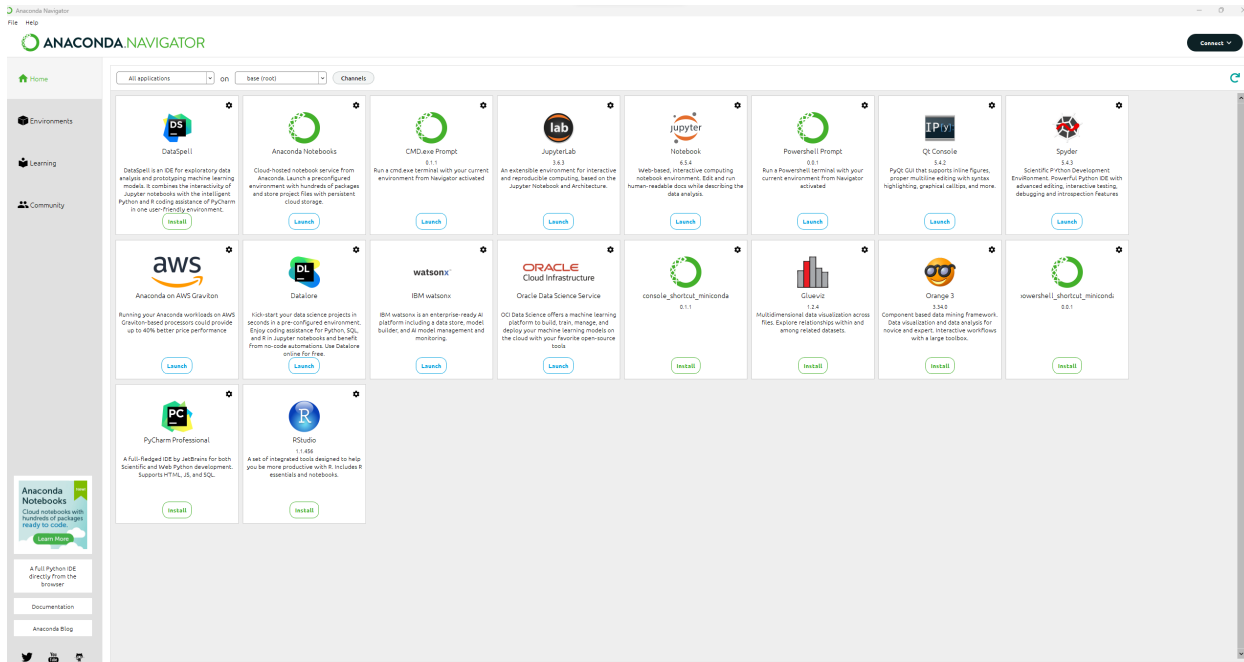 Anaconda Navigator
File Help
ANACONDA.NAVIGATOR
Connect
Home
All applications
on
base (root)
Channels
Environments
Learning
Community
DS
DataSpell
DataSpell is an IDE for exploratory data
analysis and prototyping machine learning
models. It combines the interactivity of
Jupyter notebooks with the intelligent
Python and R coding assistance of PyCharm
in one user-friendly environment.
Install
Anaconda Notebooks
Cloud-hosted notebook service from
Anaconda. Launch a preconfigured
environment with hundreds of packages
and store project files with persistent
cloud storage.
Launch
CMD.exe Prompt
0.1.1
Run a cmd.exe terminal with your current
environment from Navigator activated
Launch
lab
JupyterLab
3.6.3
An extensible environment for interactive
and reproducible computing, based on the
Jupyter Notebook and Architecture.
Launch
jupyter
Notebook
6.5.4
Web-based, interactive computing
notebook environment. Edit and run
human-readable docs while describing the
data analysis.
Launch
Powershell Prompt
0.0.1
Run a Powershell terminal with your
current environment from Navigator
activated
Launch
IP[y]:
Qt Console
5.4.2
PyQt GUI that supports inline figures,
proper multiline editing with syntax
highlighting, graphical calltips, and more.
Launch
Spyder
5.4.3
Scientific PYthon Development
EnviRonment. Powerful Python IDE with
advanced editing, interactive testing,
debugging and introspection features
Launch
aws
Anaconda on AWS Graviton
Running your Anaconda workloads on AWS
Graviton-based processors could provide
up to 40% better price performance
Launch
DL
Datalore
Kick-start your data science projects in
seconds in a pre-configured environment.
Enjoy coding assistance for Python, SQL,
and R in Jupyter notebooks and benefit
from no-code automations. Use Datalore
online for free.
Launch
watsonx
IBM watsonx
IBM watsonx is an enterprise-ready AI
platform including a data store, model
builder, and AI model management and
monitoring.
Launch
ORACLE
Cloud Infrastructure
Oracle Data Science Service
OCI Data Science offers a machine learning
platform to build, train, manage, and
deploy your machine learning models on
the cloud with your favorite open-source
tools
Launch
console_shortcut_miniconda
0.1.1
Install
Glueviz
1.2.4
Multidimensional data visualization across
files. Explore relationships within and
among related datasets.
Install
Orange 3
3.34.0
Component based data mining framework.
Data visualization and data analysis for
novice and expert. Interactive workflows
with a large toolbox.
Install
owershell_shortcut_minicond
0.0.1
Install
PC
PyCharm Professional
A full-fledged IDE by JetBrains for both
Scientific and Web Python development.
Supports HTML, JS, and SQL.
Install
R
RStudio
1.1.456
A set of integrated tools designed to help
you be more productive with R. Includes R
essentials and notebooks.
Install
Anaconda
Notebooks
Cloud notebooks with
hundreds of packages
ready to code.
Learn More
A full Python IDE
directly from the
browser
Documentation
Anaconda Blog
You
Tube